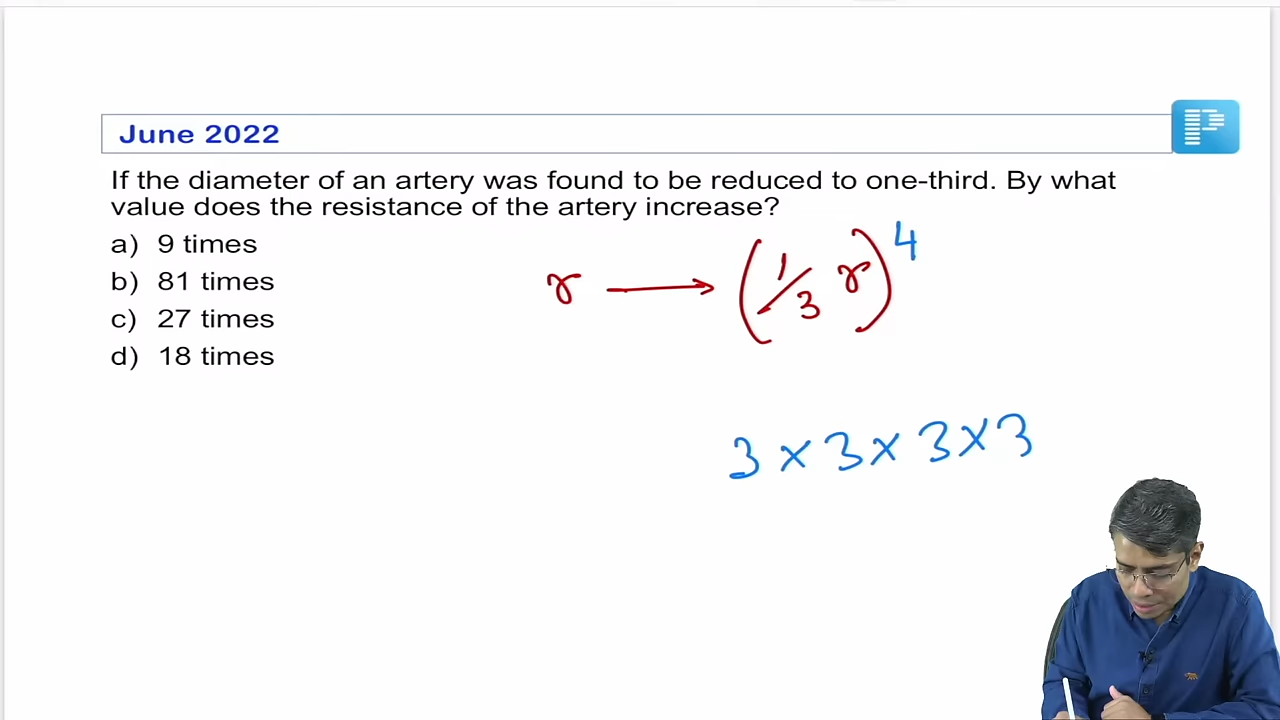 June 2022
If the diameter of an artery was found to be reduced to one-third. By what
value does the resistance of the artery increase?
a) 9 times
b) 81 times
c) 27 times
d) 18 times
r → (1/3 r)^4
3 × 3 × 3 × 3